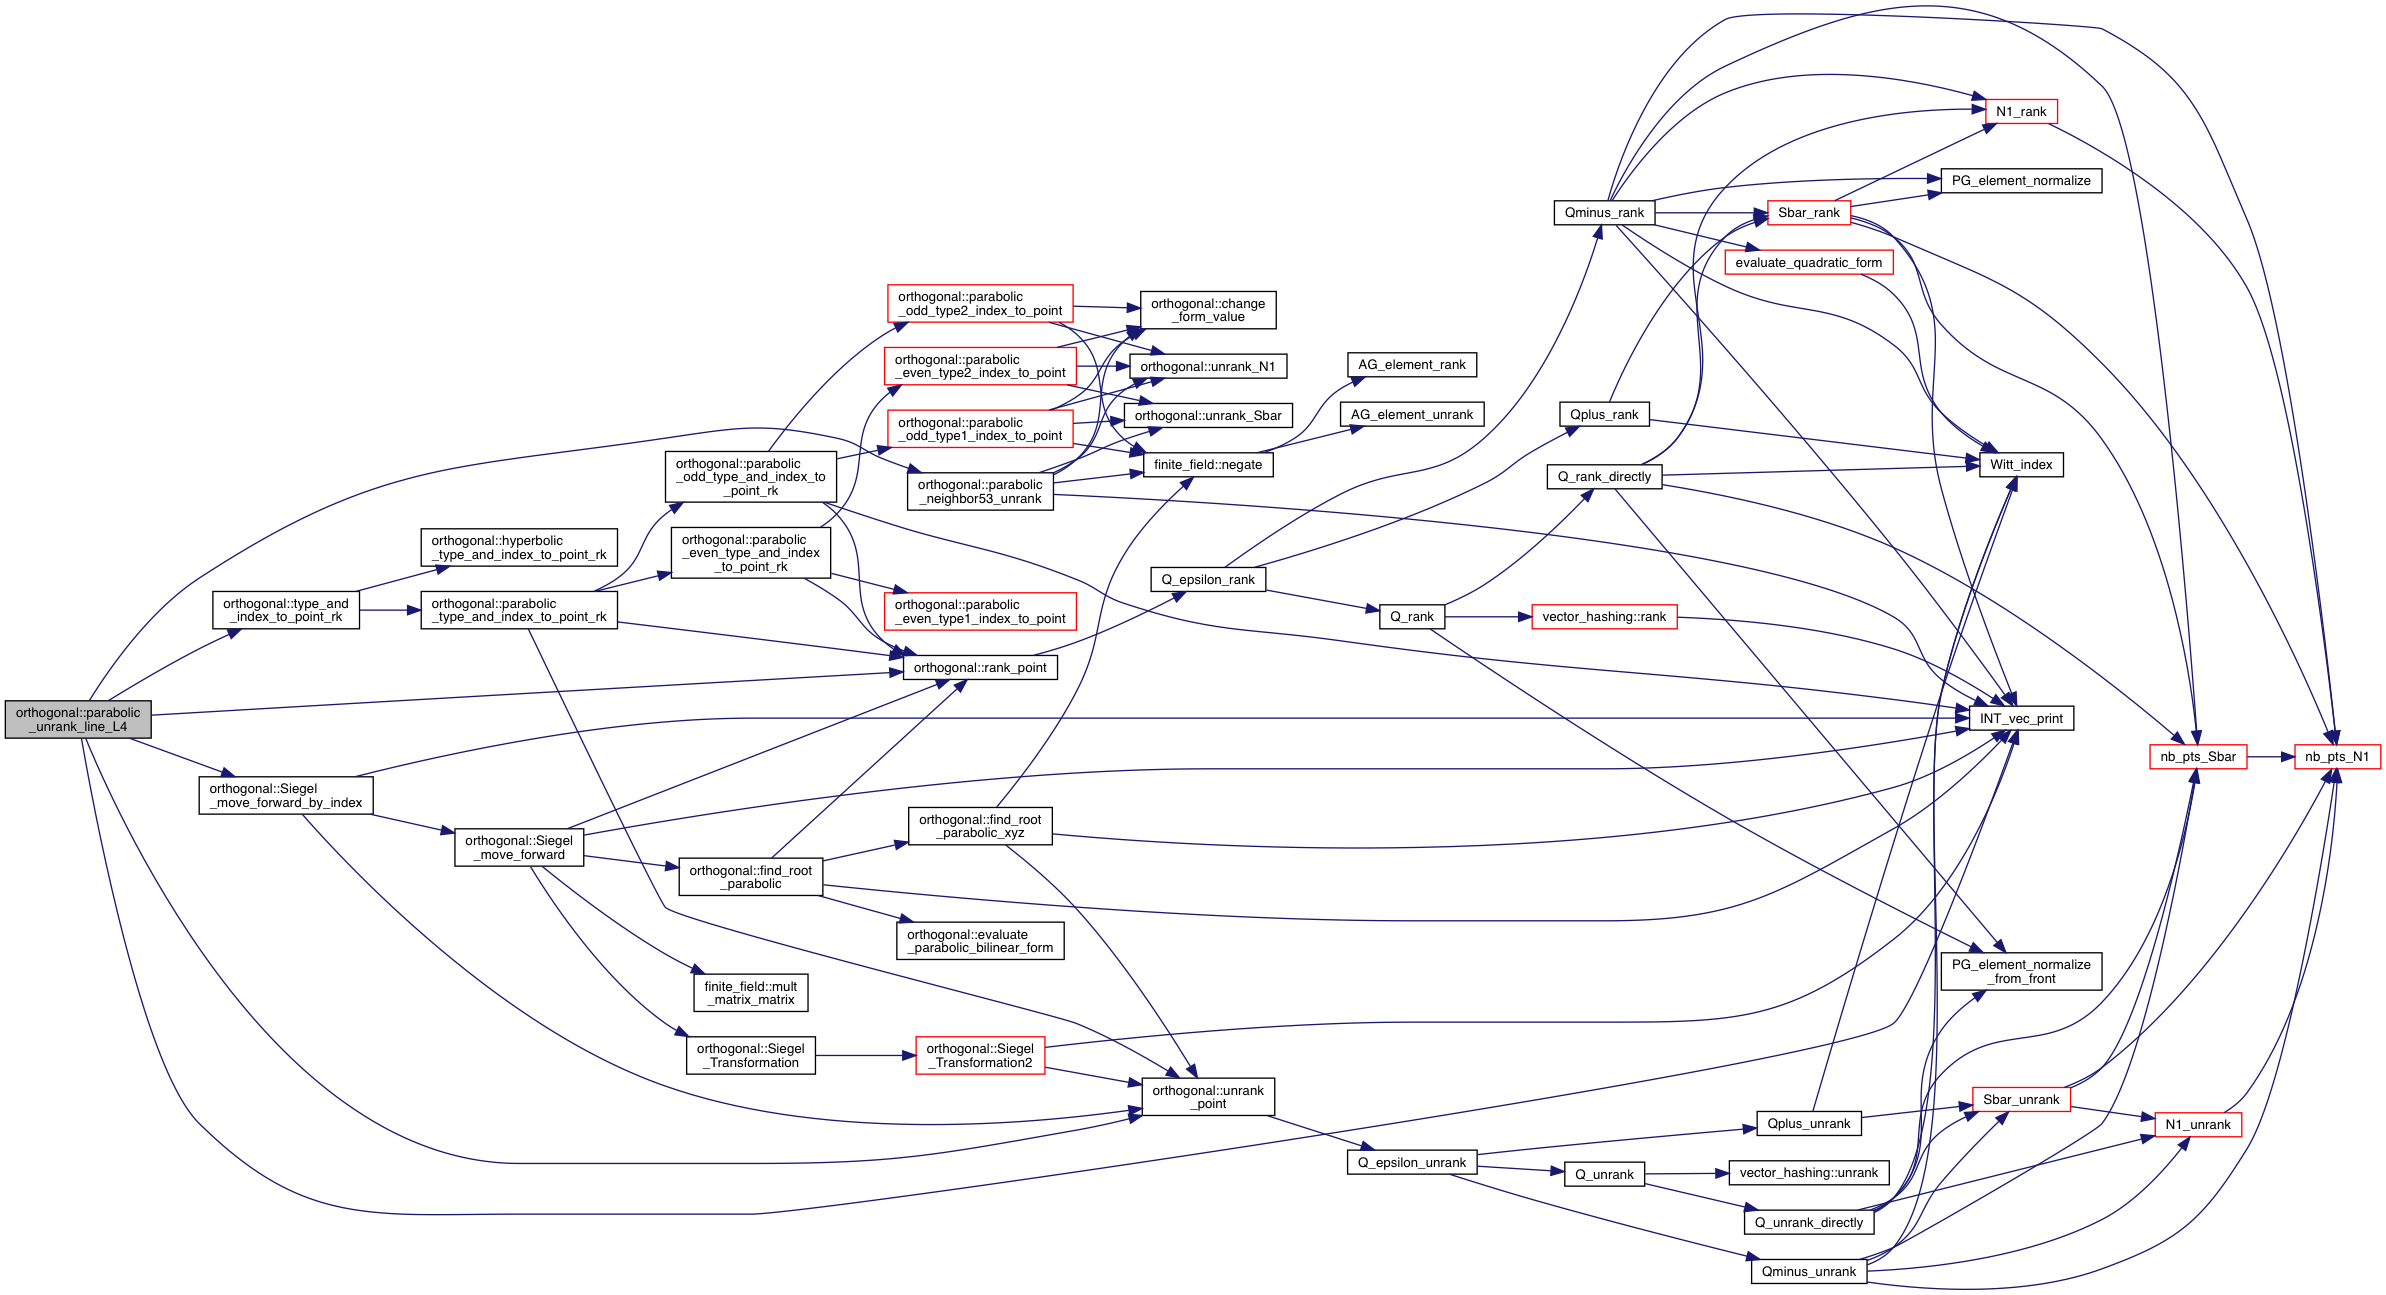 orthogonal::parabolic
_unrank_line_L4
orthogonal::type_and
_index_to_point_rk
orthogonal::Siegel
_move_forward_by_index
orthogonal::hyperbolic
_type_and_index_to_point_rk
orthogonal::parabolic
_type_and_index_to_point_rk
orthogonal::Siegel
_move_forward
orthogonal::parabolic
_odd_type_and_index_to
_point_rk
orthogonal::parabolic
_even_type_and_index
_to_point_rk
orthogonal::find_root
_parabolic
finite_field::mult
_matrix_matrix
orthogonal::Siegel
_Transformation
orthogonal::parabolic
_odd_type2_index_to_point
orthogonal::parabolic
_even_type2_index_to_point
orthogonal::parabolic
_odd_type1_index_to_point
orthogonal::parabolic
_neighbor53_unrank
orthogonal::parabolic
_even_type1_index_to_point
orthogonal::rank_point
orthogonal::find_root
_parabolic_xyz
orthogonal::evaluate
_parabolic_bilinear_form
orthogonal::Siegel
_Transformation2
orthogonal::change
_form_value
orthogonal::unrank_N1
orthogonal::unrank_Sbar
finite_field::negate
Q_epsilon_rank
orthogonal::unrank
_point
AG_element_rank
AG_element_unrank
Q_rank
Q_epsilon_unrank
Qminus_rank
Qplus_rank
Q_rank_directly
vector_hashing::rank
Q_unrank
N1_rank
PG_element_normalize
Sbar_rank
evaluate_quadratic_form
Witt_index
INT_vec_print
PG_element_normalize
_from_front
Qplus_unrank
vector_hashing::unrank
Q_unrank_directly
Qminus_unrank
Sbar_unrank
N1_unrank
nb_pts_Sbar
nb_pts_N1